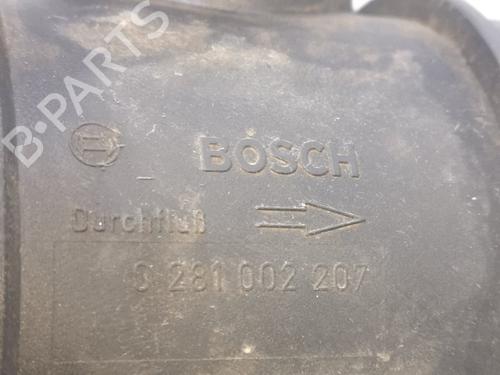 B-PARTS
BOSCH
Durchfluß
0 281 002 207